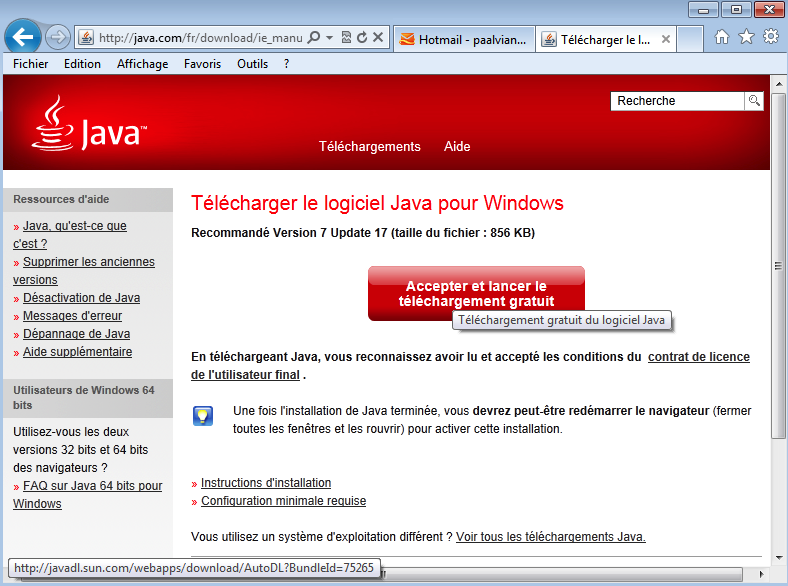 http://java.com/fr/download/ie_manu
Hotmail - paalvian...
Télécharger le l...
Fichier Edition Affichage Favoris Outils ?
Java™
Recherche
Téléchargements Aide
Ressources d'aide
» Java, qu'est-ce que
c'est ?
» Supprimer les anciennes
versions
» Désactivation de Java
» Messages d'erreur
» Dépannage de Java
» Aide supplémentaire
Utilisateurs de Windows 64
bits
Utilisez-vous les deux
versions 32 bits et 64 bits
des navigateurs ?
» FAQ sur Java 64 bits pour
Windows
Télécharger le logiciel Java pour Windows
Recommandé Version 7 Update 17 (taille du fichier : 856 KB)
Accepter et lancer le
téléchargement gratuit
Téléchargement gratuit du logiciel Java
En téléchargeant Java, vous reconnaissez avoir lu et accepté les conditions du contrat de licence
de l'utilisateur final .
Une fois l'installation de Java terminée, vous devrez peut-être redémarrer le navigateur (fermer
toutes les fenêtres et les rouvrir) pour activer cette installation.
» Instructions d'installation
» Configuration minimale requise
Vous utilisez un système d'exploitation différent ? Voir tous les téléchargements Java.
http://javadl.sun.com/webapps/download/AutoDL?BundleId=75265